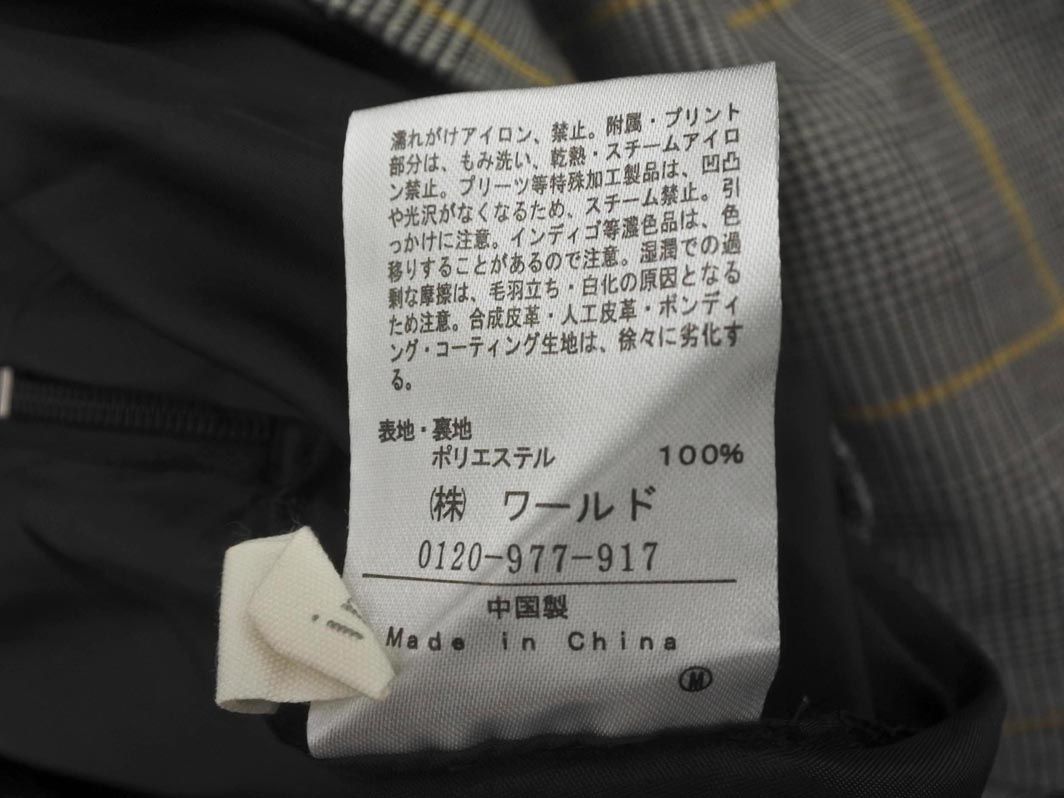 濡れがけアイロン、禁止。附属・プリント
部分は、もみ洗い、乾熱・スチームアイロ
ン禁止。プリーツ等特殊加工製品は、凹凸
や光沢がなくなるため、スチーム禁止。引
っかけに注意。インディゴ等濃色品は、色
移りすることがあるので注意。湿潤での過
剰な摩擦は、毛羽立ち・白化の原因となる
ため注意。合成皮革・人工皮革・ボンディ
ング・コーティング生地は、徐々に劣化す
る。
表地・裏地
ポリエステル 100%
㈱ ワールド
0120-977-917
中国製
Made in China
Ⓜ